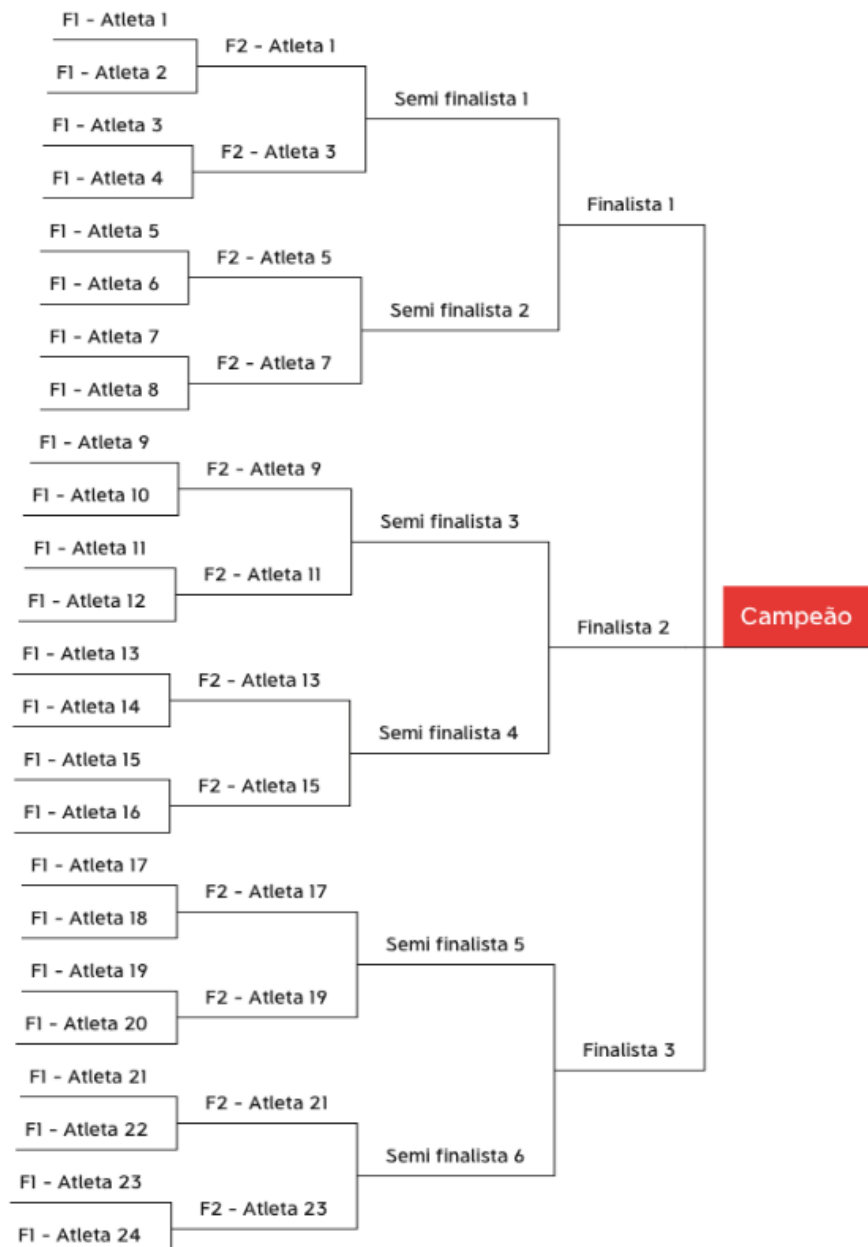 F1 - Atleta 1
F2 - Atleta 1
F1 - Atleta 2
Semi finalista 1
F1 - Atleta 3
F2 - Atleta 3
F1 - Atleta 4
Finalista 1
F1 - Atleta 5
F2 - Atleta 5
F1 - Atleta 6
Semi finalista 2
F1 - Atleta 7
F2 - Atleta 7
F1 - Atleta 8
F1 - Atleta 9
F2 - Atleta 9
F1 - Atleta 10
Semi finalista 3
F1 - Atleta 11
F2 - Atleta 11
F1 - Atleta 12
Campeão
Finalista 2
F1 - Atleta 13
F2 - Atleta 13
F1 - Atleta 14
Semi finalista 4
F1 - Atleta 15
F2 - Atleta 15
F1 - Atleta 16
F1 - Atleta 17
F2 - Atleta 17
F1 - Atleta 18
Semi finalista 5
F1 - Atleta 19
F2 - Atleta 19
F1 - Atleta 20
Finalista 3
F1 - Atleta 21
F2 - Atleta 21
F1 - Atleta 22
Semi finalista 6
F1 - Atleta 23
F2 - Atleta 23
F1 - Atleta 24